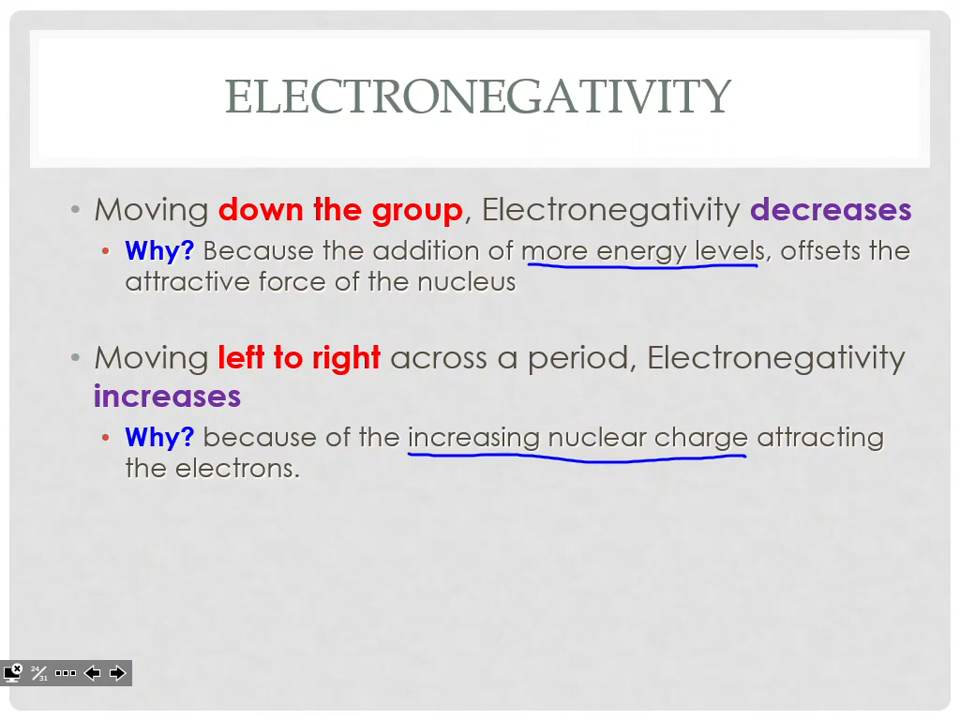 ELECTRONEGATIVITY
• Moving down the group, Electronegativity decreases
• Why? Because the addition of more energy levels, offsets the
attractive force of the nucleus
• Moving left to right across a period, Electronegativity
increases
• Why? because of the increasing nuclear charge attracting
the electrons.
24/31